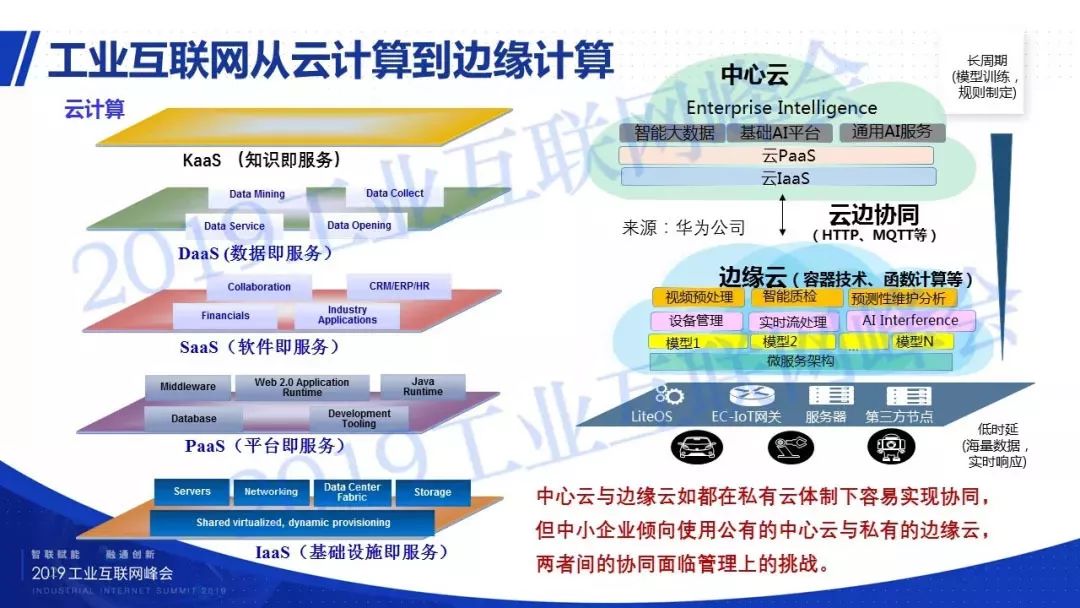 工业互联网从云计算到边缘计算
云计算
KaaS （知识即服务）
Data Mining
Data Collect
Data Service
Data Opening
DaaS (数据即服务）
Collaboration
CRM/ERP/HR
Financials
Industry
Applications
SaaS（软件即服务）
Middleware
Web 2.0 Application
Runtime
Java
Runtime
Database
Development
Tooling
PaaS（平台即服务）
Servers
Networking
Data Center
Fabric
Storage
Shared virtualized, dynamic provisioning
IaaS（基础设施即服务）
中心云
Enterprise Intelligence
智能大数据
基础AI平台
通用AI服务
云PaaS
云IaaS
来源：华为公司
云边协同
（HTTP、MQTT等）
边缘云（容器技术、函数计算等）
视频预处理
智能质检
预测性维护分析
设备管理
实时流处理
AI Interference
模型1
模型2
...
模型N
微服务架构
LiteOS
EC-IoT网关
服务器
第三方节点
长周期
(模型训练，
规则制定)
低时延
(海量数据，
实时响应)
中心云与边缘云如都在私有云体制下容易实现协同，
但中小企业倾向使用公有的中心云与私有的边缘云，
两者间的协同面临管理上的挑战。
智联赋能 融通创新
2019工业互联网峰会
INDUSTRIAL INTERNET SUMMIT 2019
2019工业互联网峰会
2019工业互联网峰会